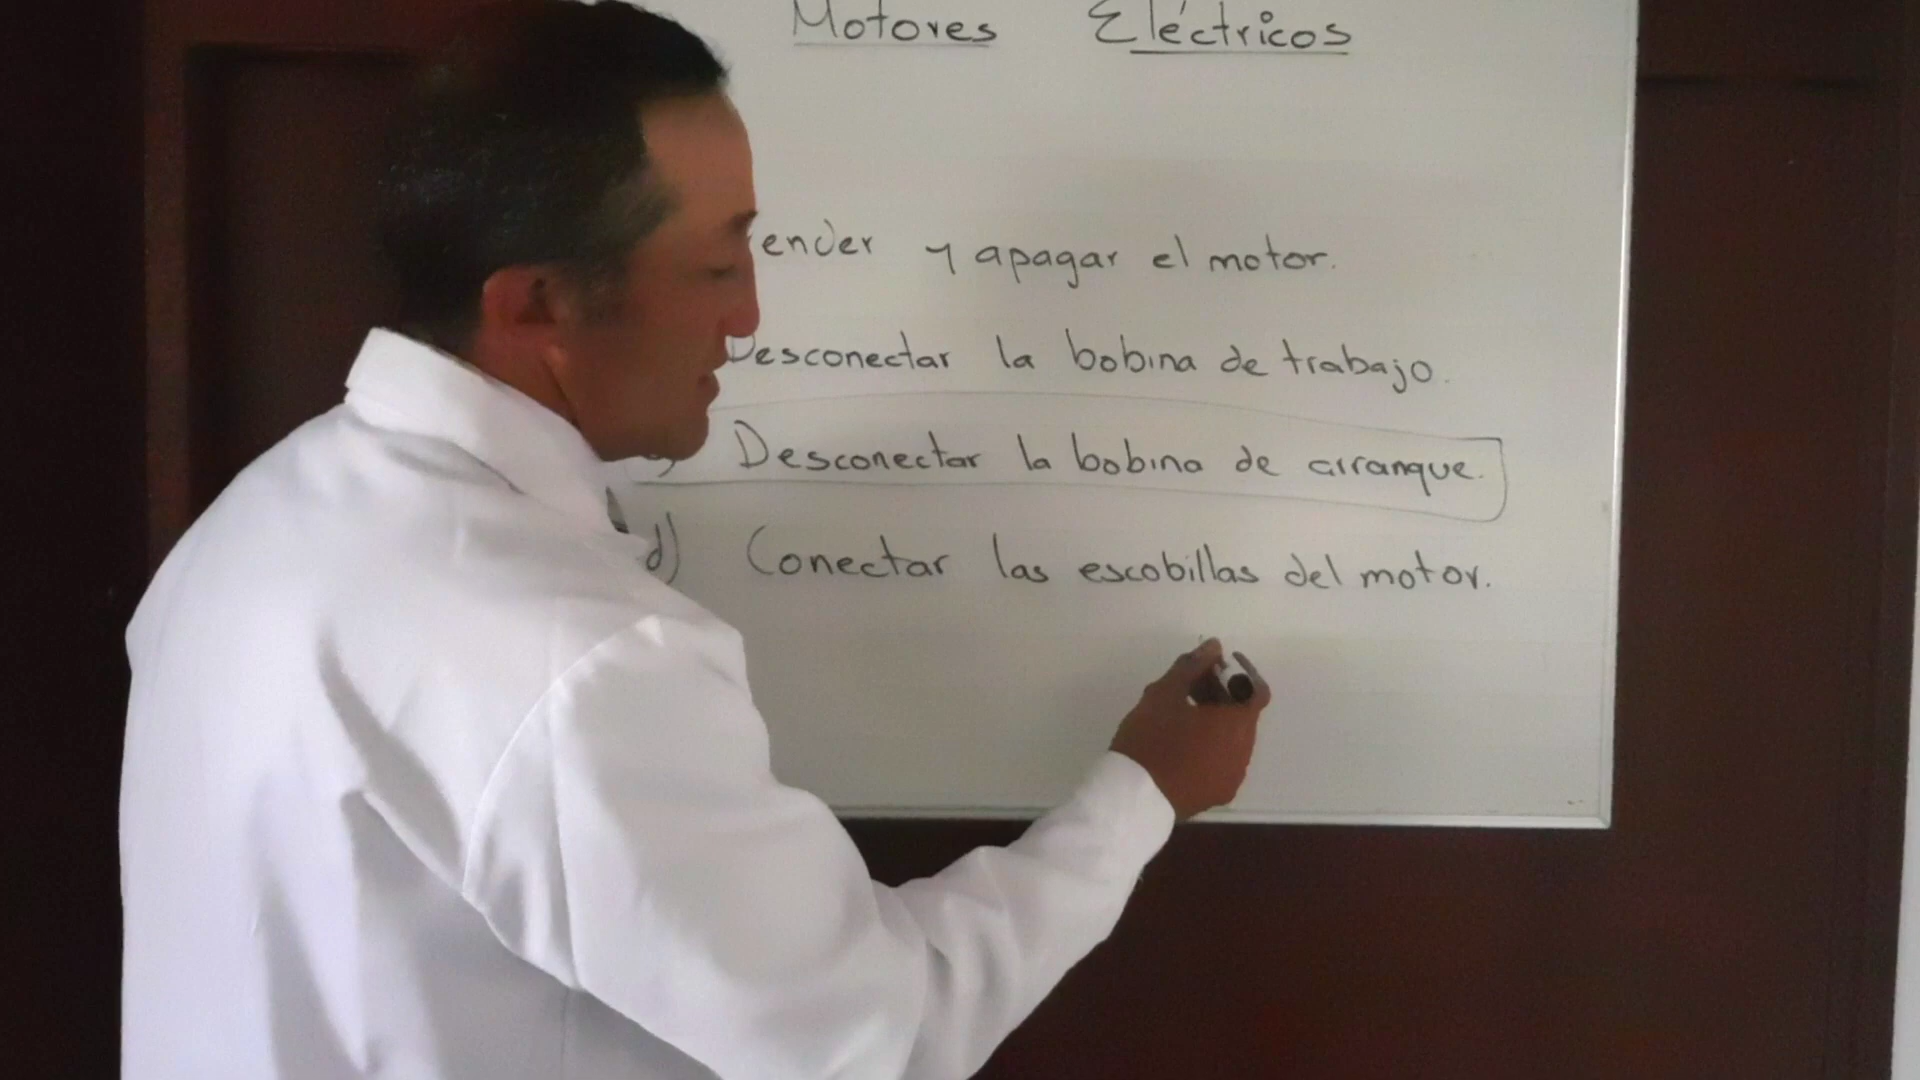 Motores Eléctricos
ender y apagar el motor.
Desconectar la bobina de trabajo.
) Desconectar la bobina de arranque.
d) Conectar las escobillas del motor.